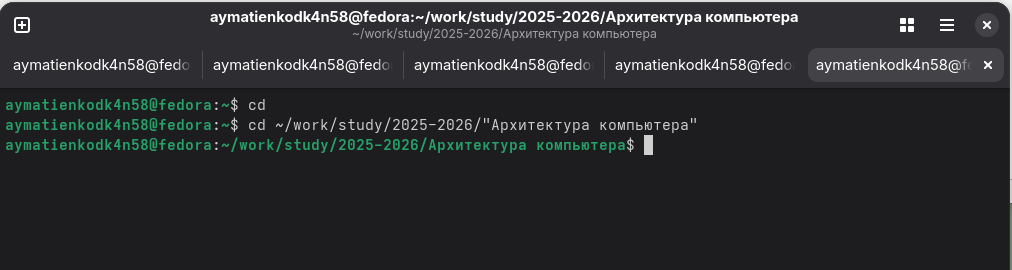 aymatienkodk4n58@fedora:~/work/study/2025-2026/Архитектура компьютера
~/work/study/2025-2026/Архитектура компьютера
aymatienkodk4n58@fedo aymatienkodk4n58@fedo aymatienkodk4n58@fedo aymatienkodk4n58@fedo aymatienkodk4n58@f
aymatienkodk4n58@fedora:~$ cd
aymatienkodk4n58@fedora:~$ cd ~/work/study/2025-2026/"Архитектура компьютера"
aymatienkodk4n58@fedora:~/work/study/2025-2026/Архитектура компьютера$